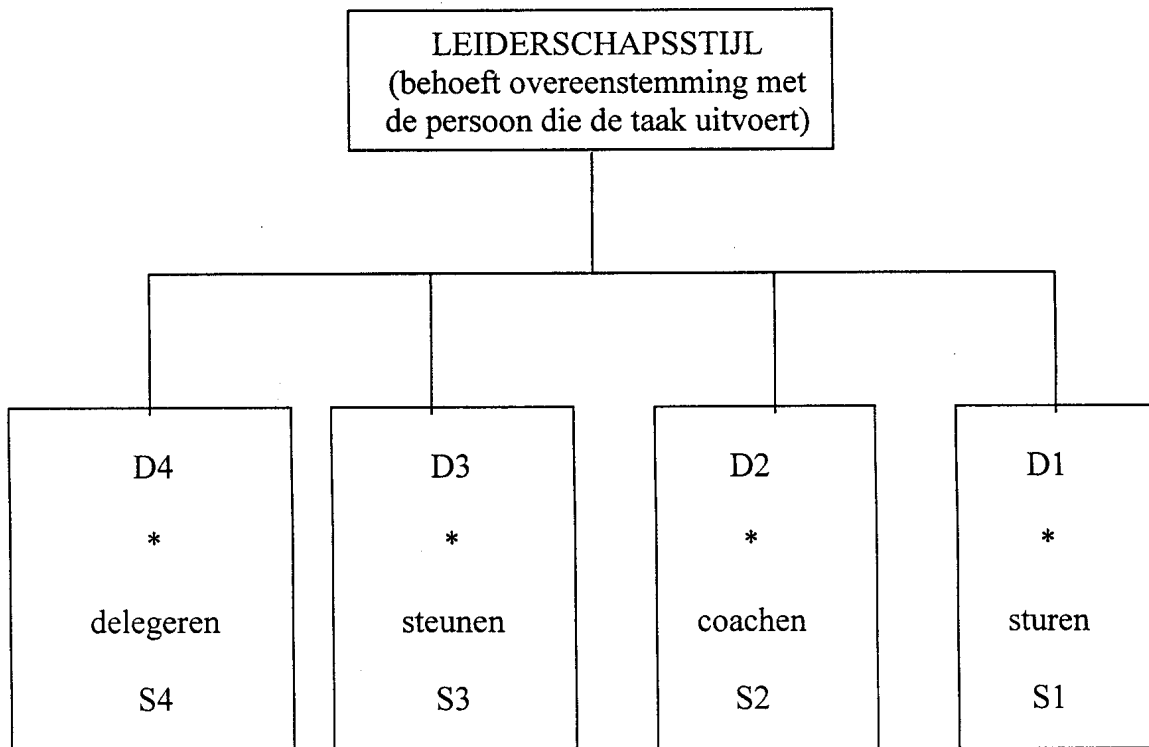 LEIDERSCHAPSSTIJL
(behoeft overeenstemming met
de persoon die de taak uitvoert)
D4
*
delegeren
S4
D3
*
steunen
S3
D2
*
coachen
S2
D1
*
sturen
S1